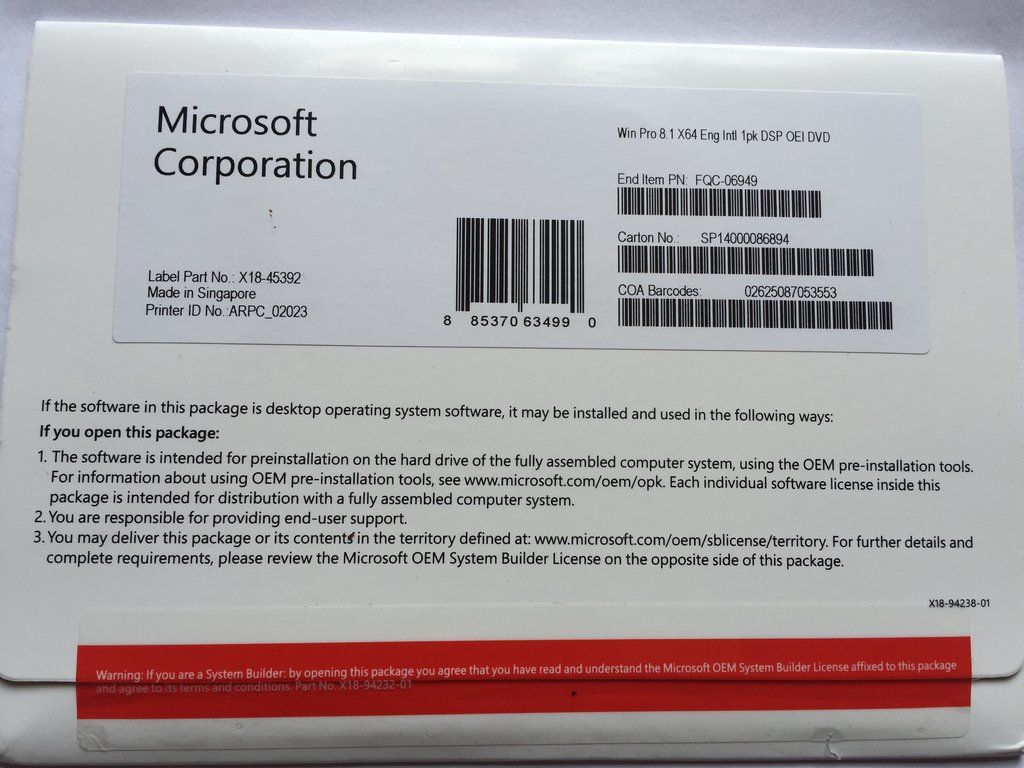 Microsoft
Corporation
Win Pro 8.1 X64 Eng Intl 1pk DSP OEI DVD
End Item PN: FQC-06949
Carton No.: SP14000086894
COA Barcodes: 02625087053553
Label Part No.: X18-45392
Made in Singapore
Printer ID No.:ARPC_02023
8 85370 63499 0
If the software in this package is desktop operating system software, it may be installed and used in the following ways:
If you open this package:
1. The software is intended for preinstallation on the hard drive of the fully assembled computer system, using the OEM pre-installation tools.
For information about using OEM pre-installation tools, see www.microsoft.com/oem/opk. Each individual software license inside this
package is intended for distribution with a fully assembled computer system.
2. You are responsible for providing end-user support.
3. You may deliver this package or its contents in the territory defined at: www.microsoft.com/oem/sblicense/territory. For further details and
complete requirements, please review the Microsoft OEM System Builder License on the opposite side of this package.
X18-94238-01
Warning: If you are a System Builder: by opening this package you agree that you have read and understand the Microsoft OEM System Builder License affixed to this package
and agree to its terms and conditions. Part No. X18-94232-01